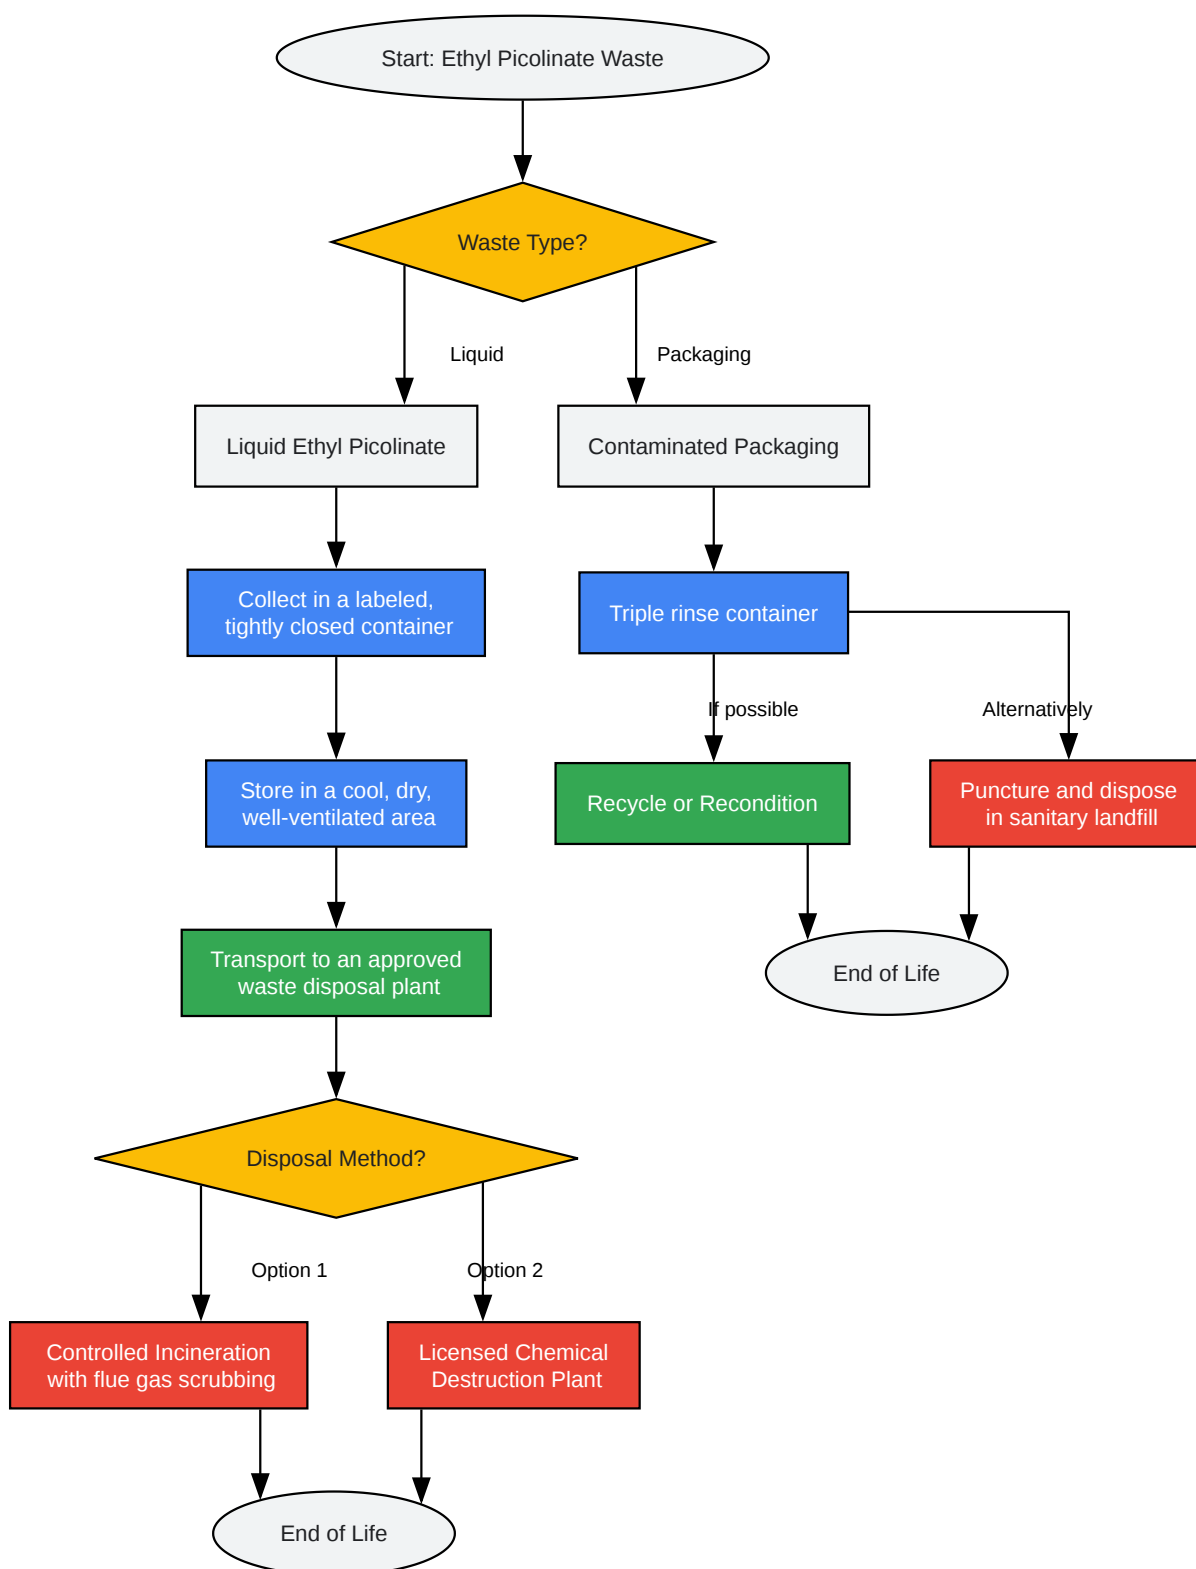 Start: Ethyl Picolinate Waste
Waste Type?
Liquid
Packaging
Liquid Ethyl Picolinate
Contaminated Packaging
Collect in a labeled,
tightly closed container
Triple rinse container
If possible
Alternatively
Store in a cool, dry,
well-ventilated area
Recycle or Recondition
Puncture and dispose
in sanitary landfill
Transport to an approved
waste disposal plant
End of Life
Disposal Method?
Option 1
Option 2
Controlled Incineration
with flue gas scrubbing
Licensed Chemical
Destruction Plant
End of Life